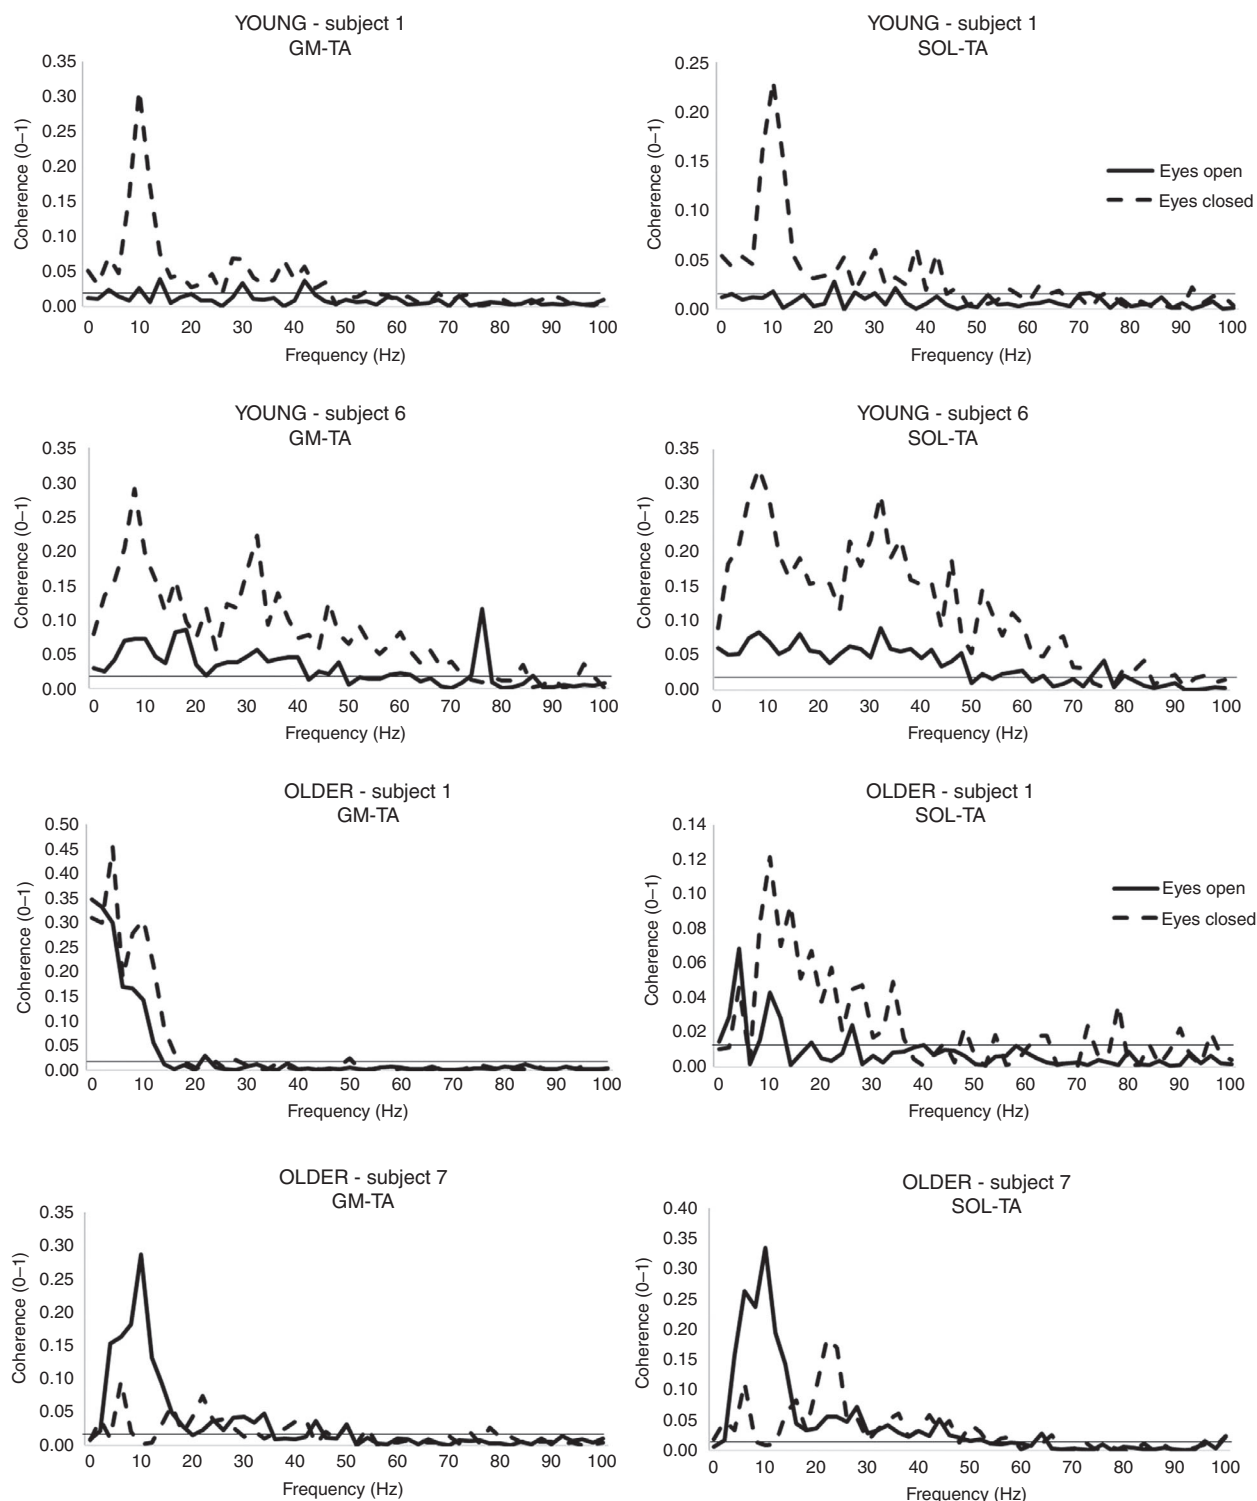 YOUNG - subject 1
GM-TA
0.35
0.30
0.25
0.20
0.15
0.10
0.05
0.00
Coherence (0–1)
0 10 20 30 40 50 60 70 80 90 100
Frequency (Hz)
YOUNG - subject 1
SOL-TA
0.25
0.20
0.15
0.10
0.05
0.00
Coherence (0–1)
Eyes open
Eyes closed
0 10 20 30 40 50 60 70 80 90 100
Frequency (Hz)
YOUNG - subject 6
GM-TA
0.35
0.30
0.25
0.20
0.15
0.10
0.05
0.00
Coherence (0–1)
0 10 20 30 40 50 60 70 80 90 100
Frequency (Hz)
YOUNG - subject 6
SOL-TA
0.35
0.30
0.25
0.20
0.15
0.10
0.05
0.00
Coherence (0–1)
0 10 20 30 40 50 60 70 80 90 100
Frequency (Hz)
OLDER - subject 1
GM-TA
0.50
0.45
0.40
0.35
0.30
0.25
0.20
0.15
0.10
0.05
0.00
Coherence (0–1)
0 10 20 30 40 50 60 70 80 90 100
Frequency (Hz)
OLDER - subject 1
SOL-TA
0.14
0.12
0.10
0.08
0.06
0.04
0.02
0.00
Coherence (0–1)
Eyes open
Eyes closed
0 10 20 30 40 50 60 70 80 90 100
Frequency (Hz)
OLDER - subject 7
GM-TA
0.35
0.30
0.25
0.20
0.15
0.10
0.05
0.00
Coherence (0–1)
0 10 20 30 40 50 60 70 80 90 100
Frequency (Hz)
OLDER - subject 7
SOL-TA
0.40
0.35
0.30
0.25
0.20
0.15
0.10
0.05
0.00
Coherence (0–1)
0 10 20 30 40 50 60 70 80 90 100
Frequency (Hz)